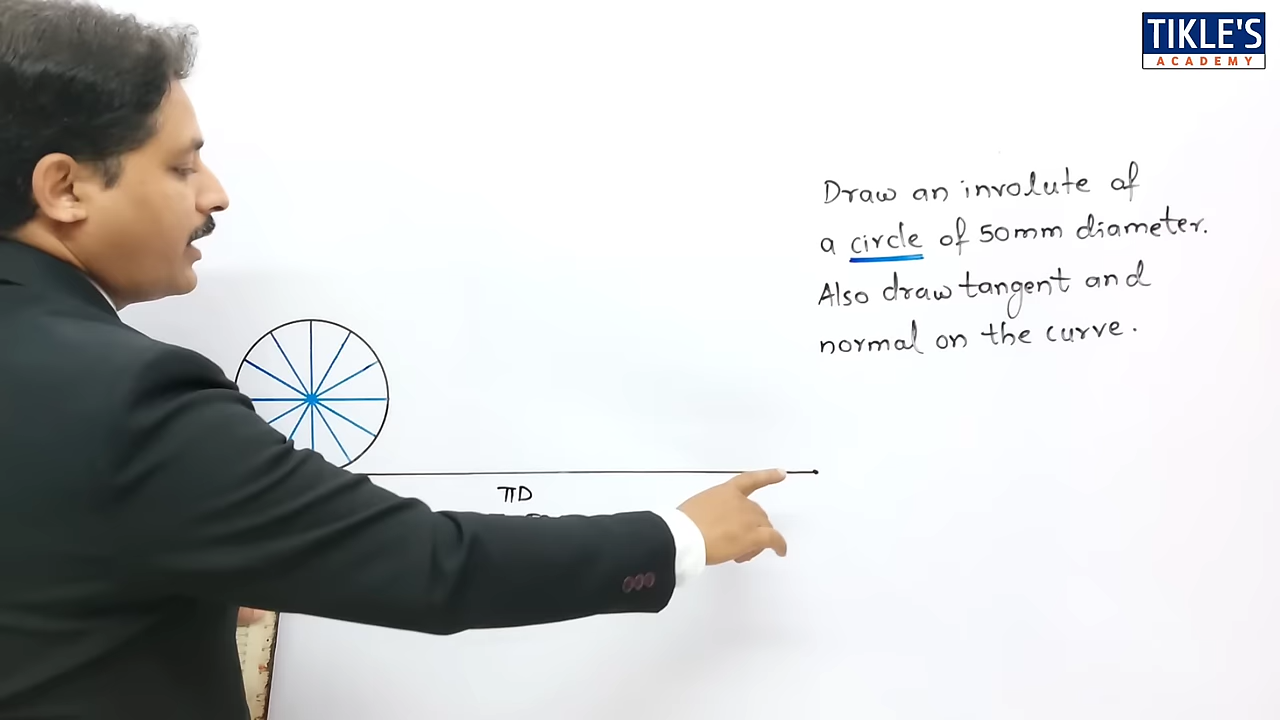 TIKLE'S
ACADEMY
Draw an involute of
a circle of 50mm diameter.
Also draw tangent and
normal on the curve.
πD